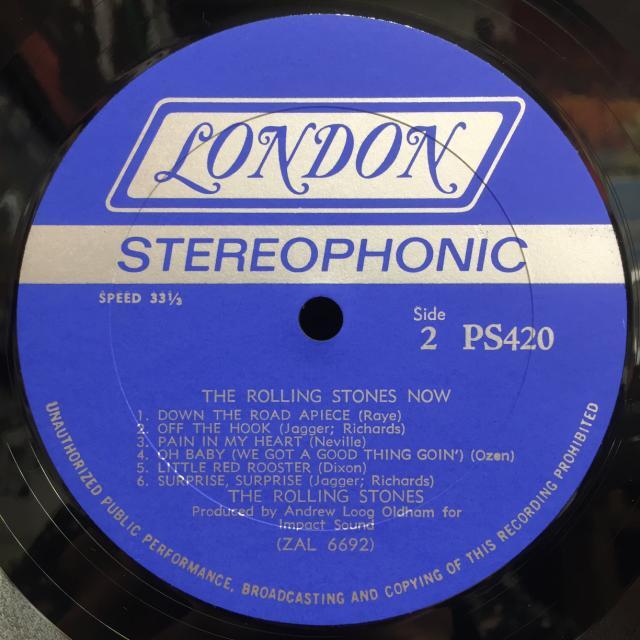 LONDON
STEREOPHONIC
SPEED 33⅓
Side
2 PS420
THE ROLLING STONES NOW
1. DOWN THE ROAD APIECE (Raye)
2. OFF THE HOOK (Jagger; Richards)
3. PAIN IN MY HEART (Neville)
4. OH BABY (WE GOT A GOOD THING GOIN') (Ozen)
5. LITTLE RED ROOSTER (Dixon)
6. SURPRISE, SURPRISE (Jagger; Richards)
THE ROLLING STONES
Produced by Andrew Loog Oldham for
Impact Sound
(ZAL 6692)
UNAUTHORIZED PUBLIC PERFORMANCE, BROADCASTING AND COPYING OF THIS RECORDING PROHIBITED